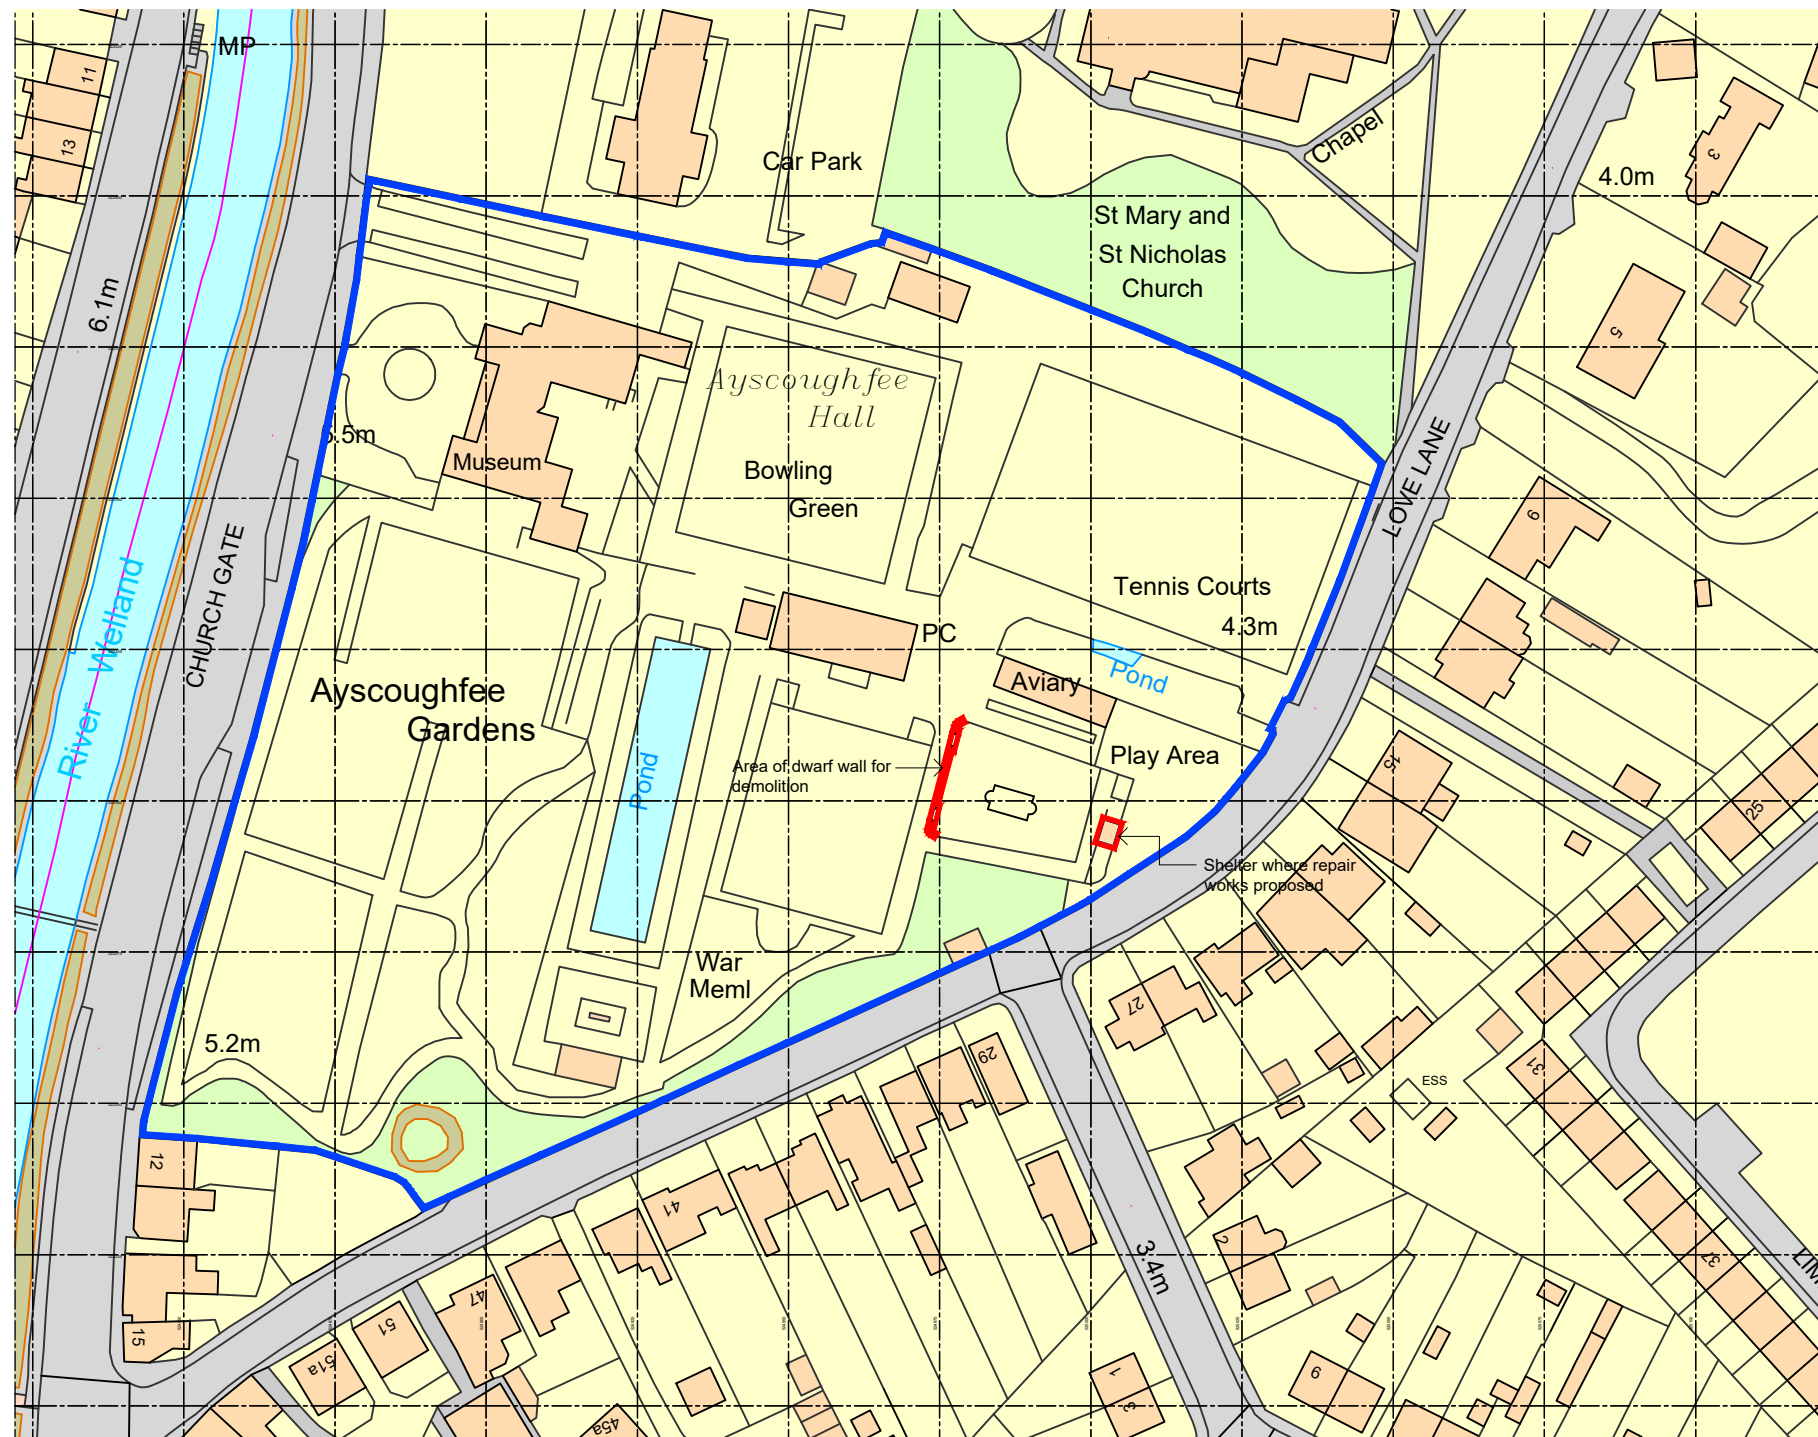 MP
11
13
Car Park
Chapel
3
4.0m
St Mary and
St Nicholas
Church
6.1m
5
Ayscoughfee
Hall
5.5m
Museum
Bowling
Green
LOVE LANE
9
River Welland
CHURCH GATE
Tennis Courts
4.3m
PC
Aviary
Pond
Ayscoughfee
Gardens
Pond
Area of dwarf wall for
demolition
Play Area
15
25
Shelter where repair
works proposed
War
Meml
27
5.2m
29
ESS
31
12
41
2
3.4m
37
LIM
47
51
51a
15
45a
1
3
9